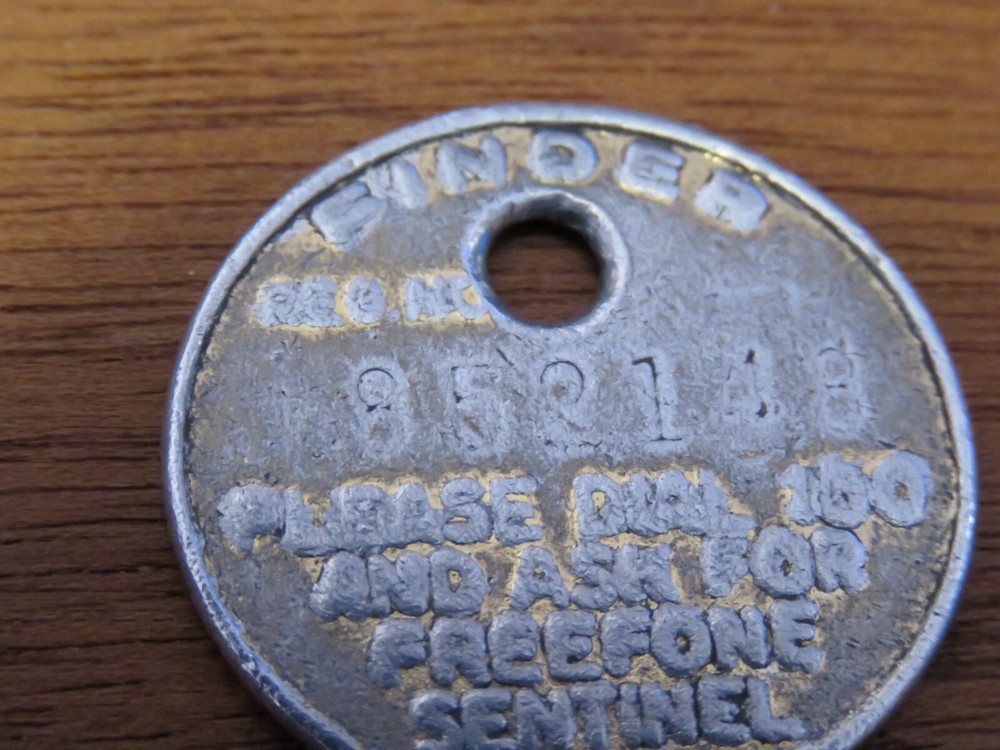 FINDER
REG. NO.
PLEASE DIAL 100
AND ASK FOR
FREEFONE
SENTINEL